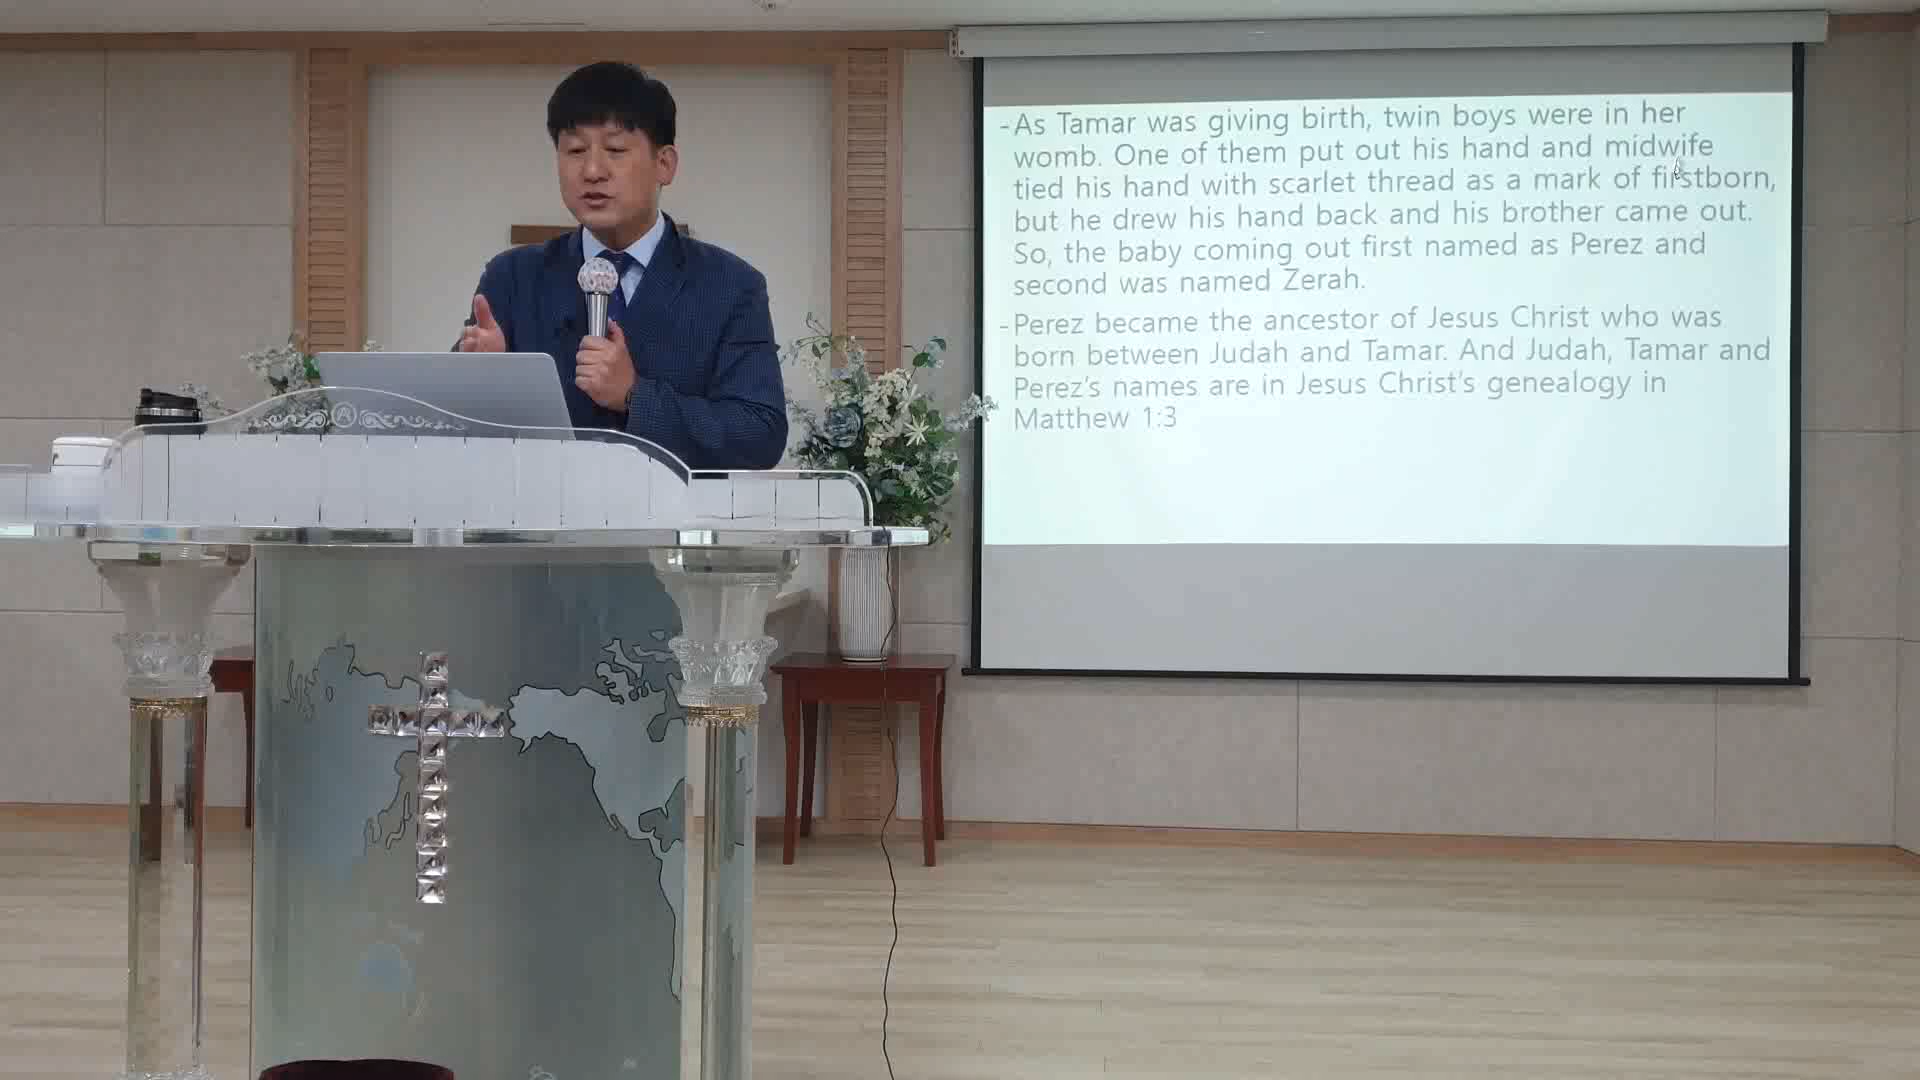 -As Tamar was giving birth, twin boys were in her
womb. One of them put out his hand and midwife
tied his hand with scarlet thread as a mark of firstborn,
but he drew his hand back and his brother came out.
So, the baby coming out first named as Perez and
second was named Zerah.
-Perez became the ancestor of Jesus Christ who was
born between Judah and Tamar. And Judah, Tamar and
Perez's names are in Jesus Christ's genealogy in
Matthew 1:3